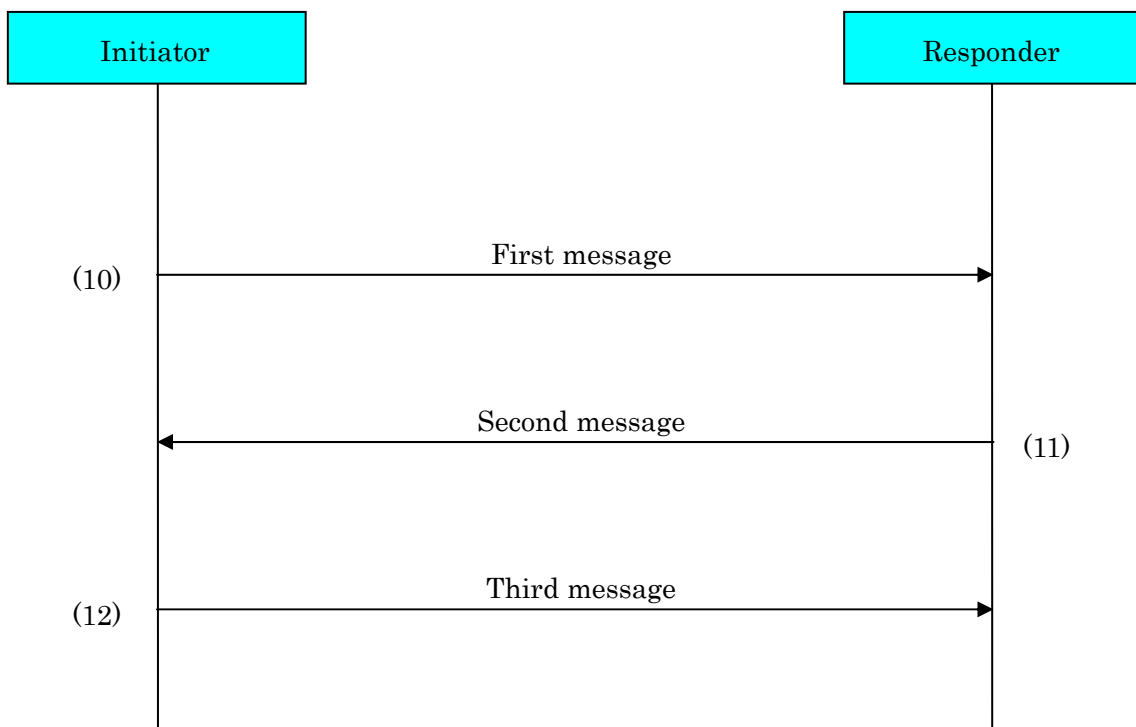 Initiator
Responder
First message
(10)
Second message
(11)
Third message
(12)